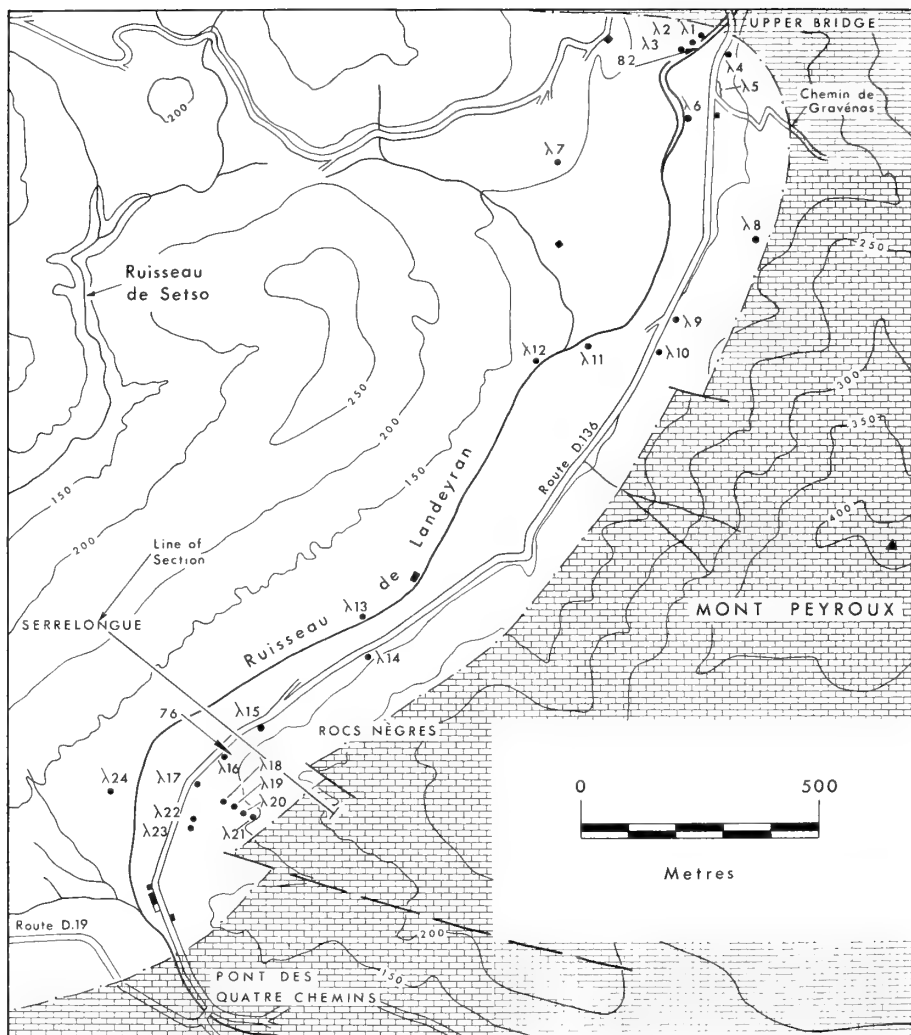 UPPER BRIDGE
λ2 λ1
λ3
82
λ4
λ5
Chemin de
Gravénas
λ6
200
λ7
λ8
250
Ruisseau
de Setso
λ9
λ12
λ11
λ10
300
350
250
200
150
Route D.136
400
150
200
Line of
Section
Ruisseau de Landeyran
MONT PEYROUX
SERRELONGUE
λ13
λ14
76
λ15
ROCS NÈGRES
λ16
λ18
λ24
λ17
λ19
λ20
λ22
λ21
λ23
0 500
Metres
Route D.19
200
150
PONT DES
QUATRE CHEMINS